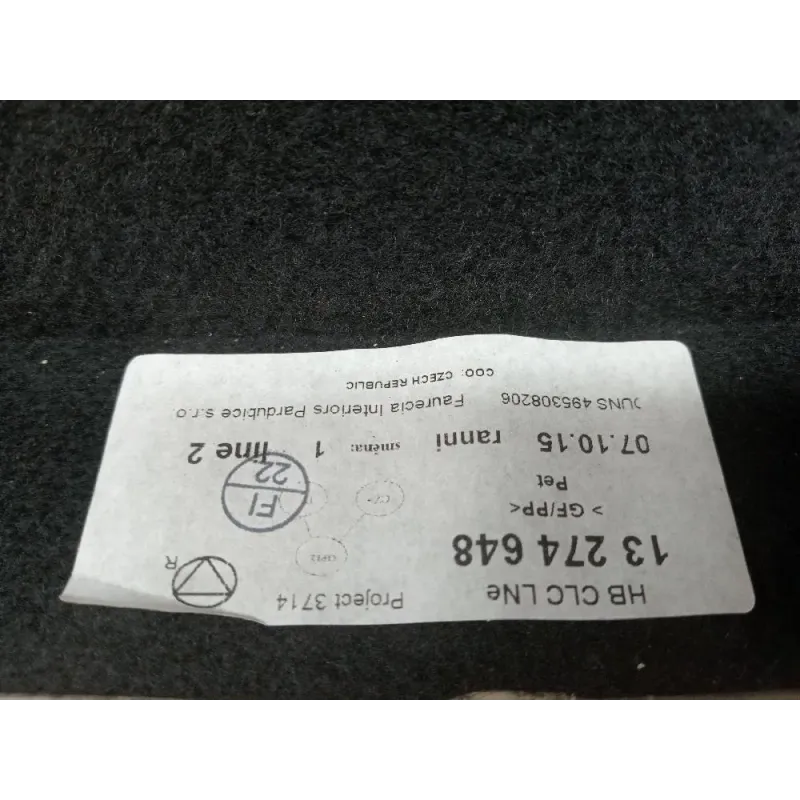 HB CLC LNe Project 3714 R
13 274 648
> GF/PP<
Pet
FI
22
07.10.15 ranni směna: 1 line 2
DUNS 495308206 Faurecia Interiors Pardubice s.r.o
COO: CZECH REPUBLIC